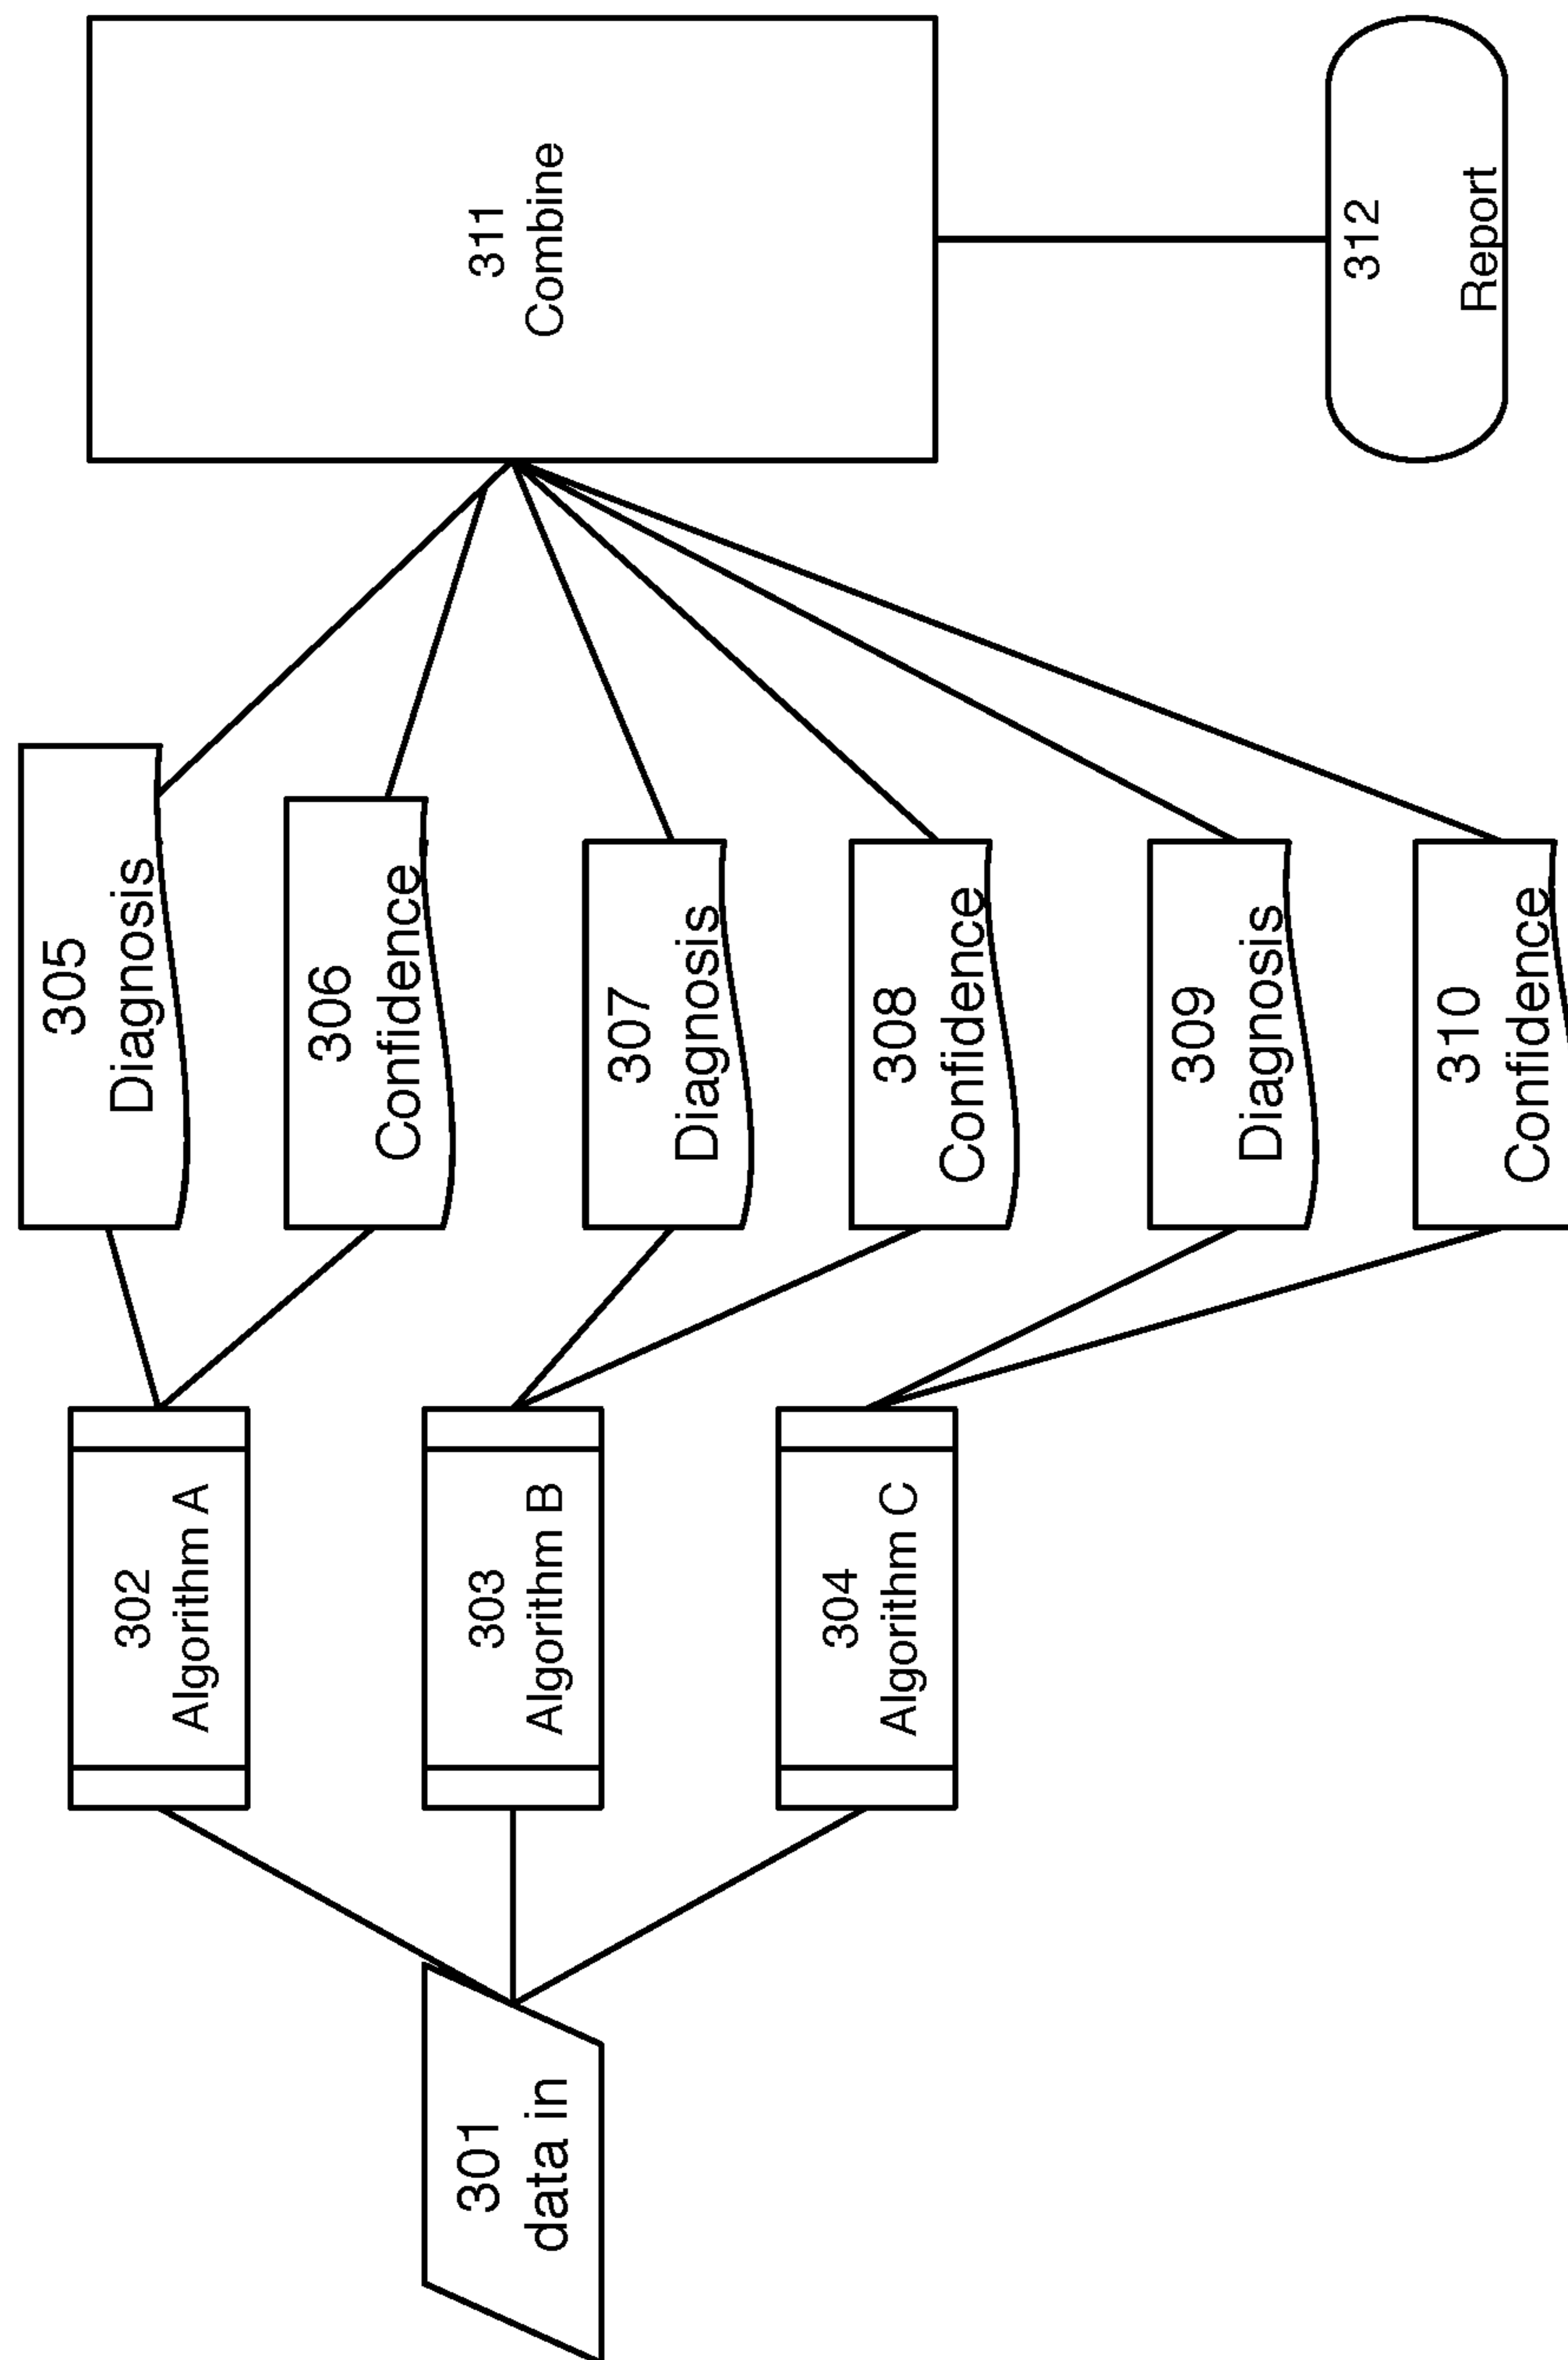 301
data in
302
Algorithm A
303
Algorithm B
304
Algorithm C
305
Diagnosis
306
Confidence
307
Diagnosis
308
Confidence
309
Diagnosis
310
Confidence
311
Combine
312
Report